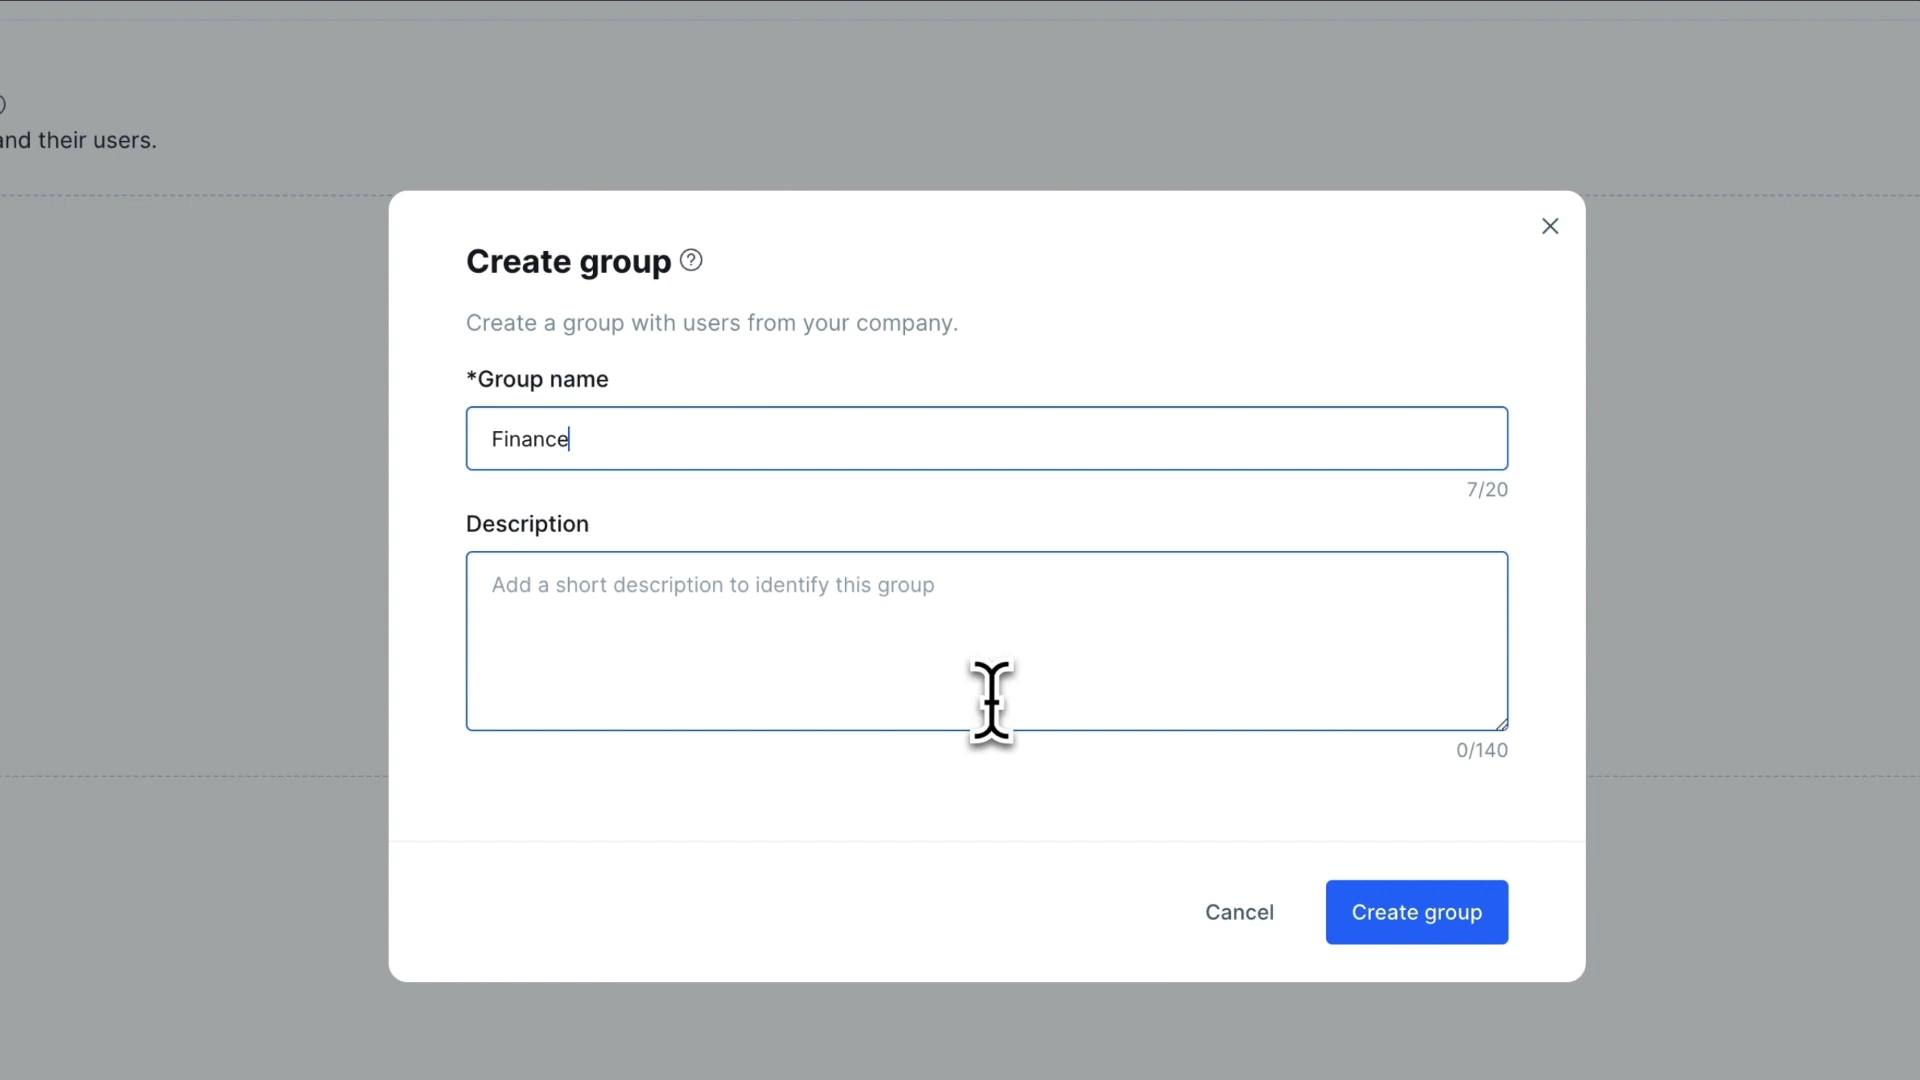 and their users.
Create group
Create a group with users from your company.
*Group name
Finance
7/20
Description
Add a short description to identify this group
0/140
Cancel
Create group